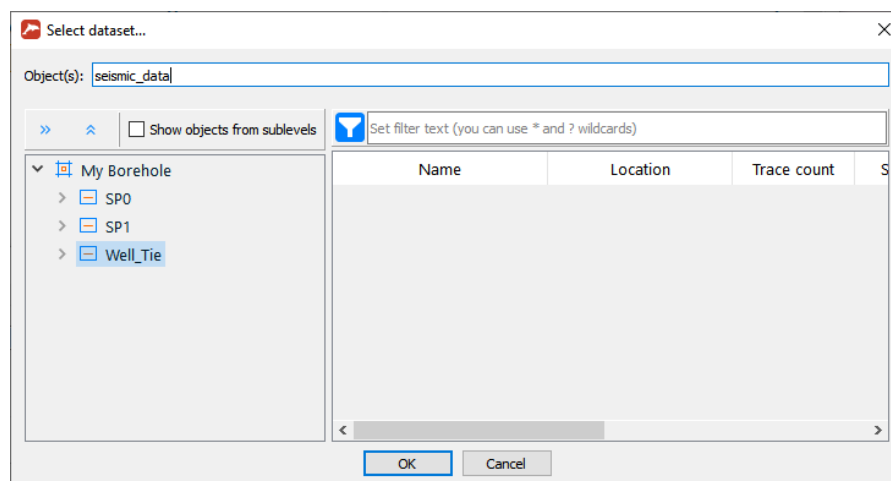 Select dataset...
Object(s): seismic_data
Show objects from sublevels
Set filter text (you can use * and ? wildcards)
My Borehole
SP0
SP1
Well_Tie
Name Location Trace count S
OK Cancel